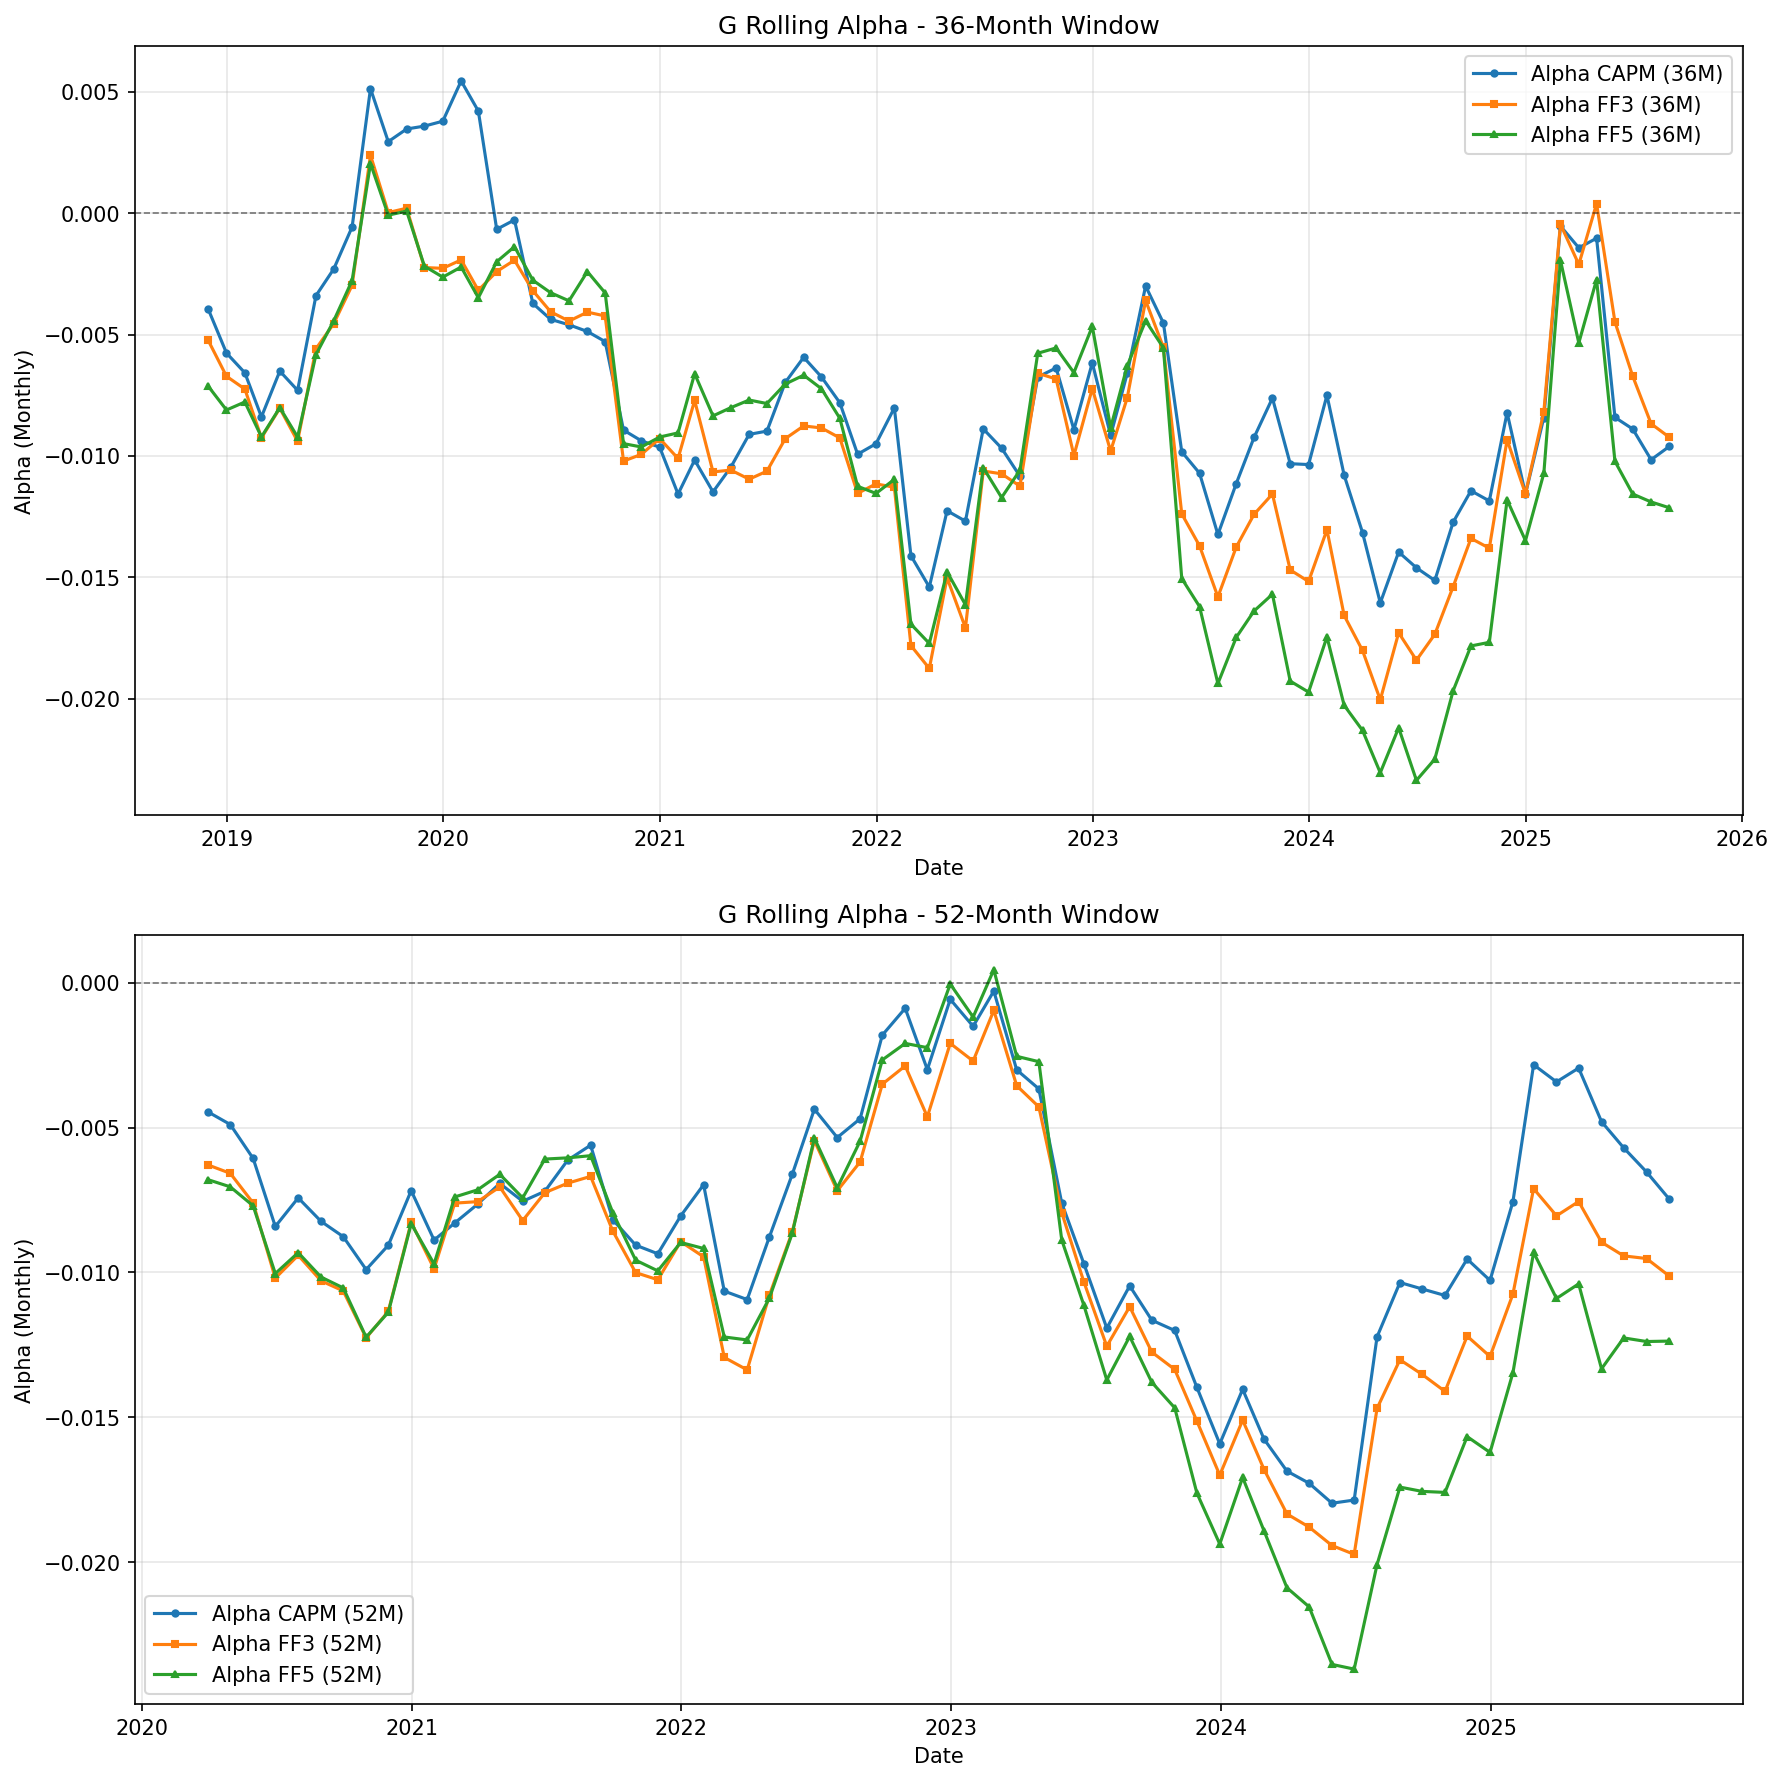 G Rolling Alpha - 36-Month Window
Alpha CAPM (36M)
Alpha FF3 (36M)
Alpha FF5 (36M)
Alpha (Monthly)
0.005
0.000
−0.005
−0.010
−0.015
−0.020
2019 2020 2021 2022 2023 2024 2025 2026
Date
G Rolling Alpha - 52-Month Window
Alpha (Monthly)
0.000
−0.005
−0.010
−0.015
−0.020
Alpha CAPM (52M)
Alpha FF3 (52M)
Alpha FF5 (52M)
2020 2021 2022 2023 2024 2025
Date